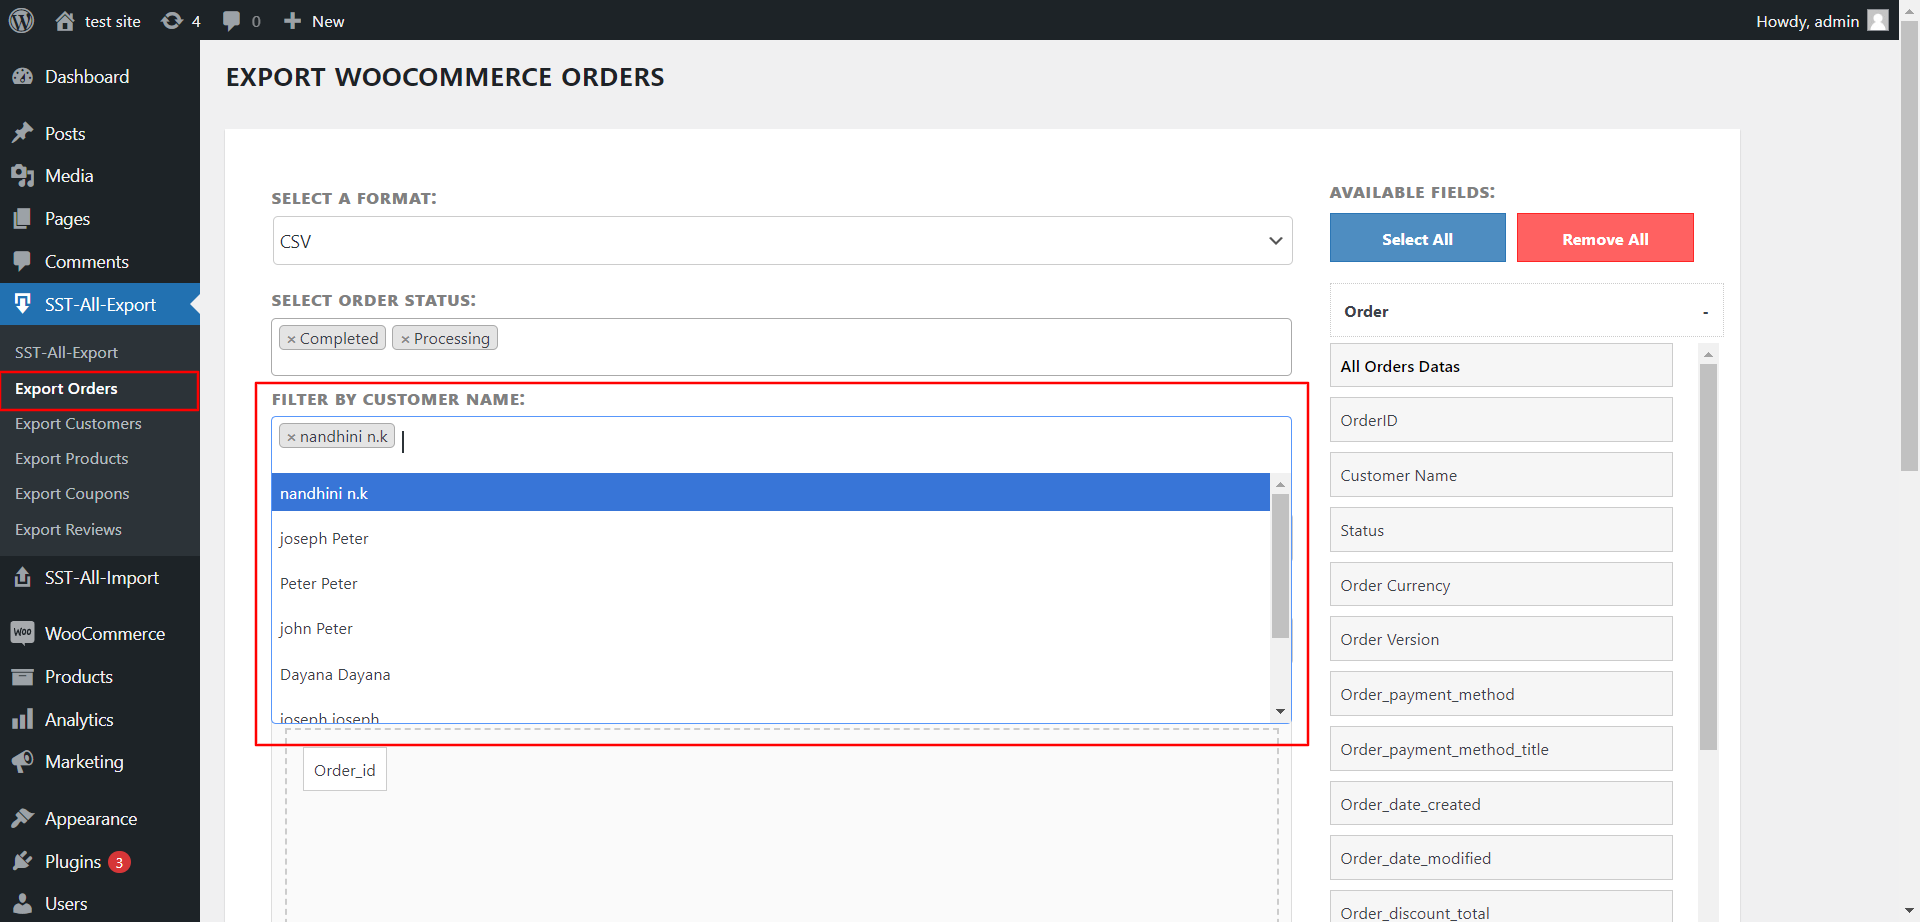 test site
4
0
New
Howdy, admin
Dashboard
Posts
Media
Pages
Comments
SST-All-Export
SST-All-Export
Export Orders
Export Customers
Export Products
Export Coupons
Export Reviews
SST-All-Import
Woo
WooCommerce
Products
Analytics
Marketing
Appearance
Plugins 3
Users
EXPORT WOOCOMMERCE ORDERS
SELECT A FORMAT:
CSV
SELECT ORDER STATUS:
× Completed × Processing
FILTER BY CUSTOMER NAME:
× nandhini n.k
nandhini n.k
joseph Peter
Peter Peter
john Peter
Dayana Dayana
joseph joseph
Order_id
AVAILABLE FIELDS:
Select All
Remove All
Order -
All Orders Datas
OrderID
Customer Name
Status
Order Currency
Order Version
Order_payment_method
Order_payment_method_title
Order_date_created
Order_date_modified
Order_discount_total